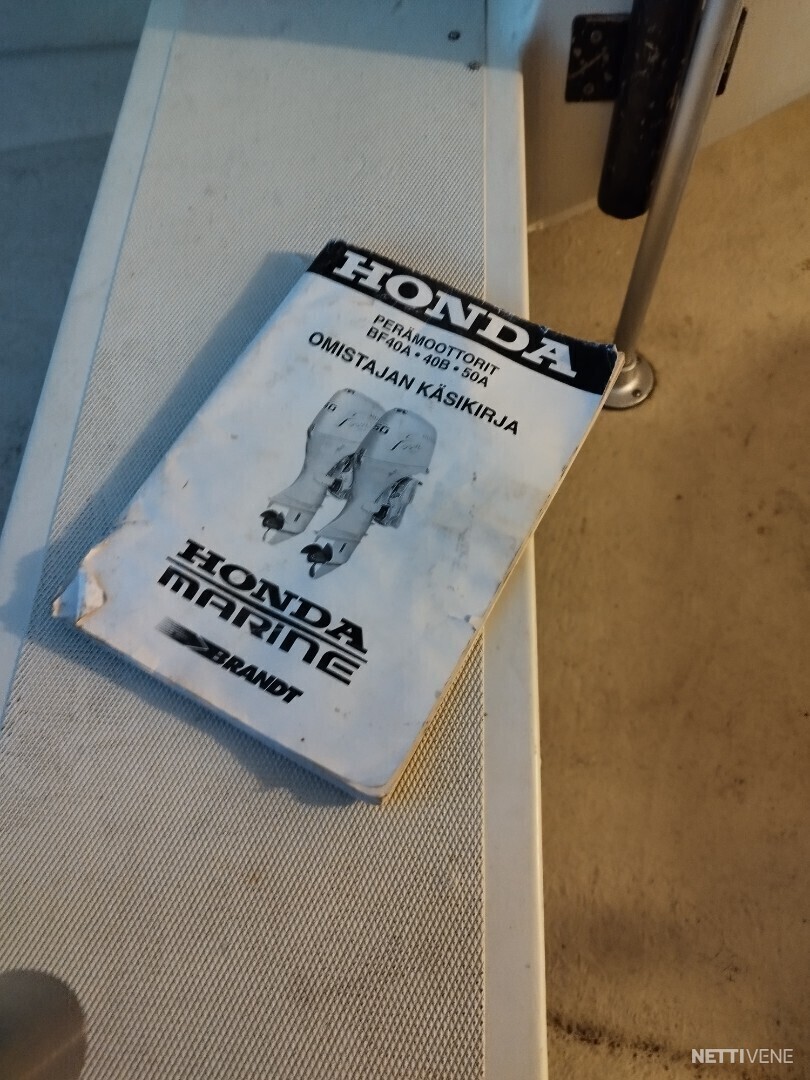 HONDA
PERÄMOOTTORIT
BF40A • 40B • 50A
OMISTAJAN KÄSIKIRJA
HONDA
MARINE
BRANDT
NETTIVENE